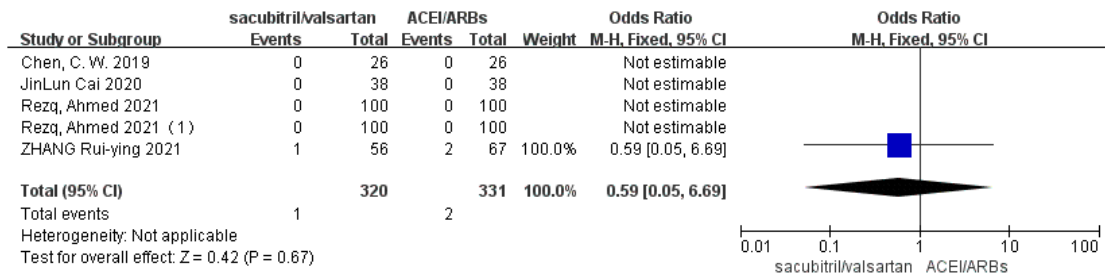 sacubitril/valsartan ACEI/ARBs Odds Ratio Odds Ratio
Study or Subgroup Events Total Events Total Weight M-H, Fixed, 95% CI M-H, Fixed, 95% CI
Chen, C. W. 2019 0 26 0 26 Not estimable
JinLun Cai 2020 0 38 0 38 Not estimable
Rezq, Ahmed 2021 0 100 0 100 Not estimable
Rezq, Ahmed 2021 (1) 0 100 0 100 Not estimable
ZHANG Rui-ying 2021 1 56 2 67 100.0% 0.59 [0.05, 6.69]
Total (95% CI) 320 331 100.0% 0.59 [0.05, 6.69]
Total events 1 2
Heterogeneity: Not applicable
Test for overall effect: Z = 0.42 (P = 0.67)
0.01 0.1 1 10 100
sacubitril/valsartan ACEI/ARBs